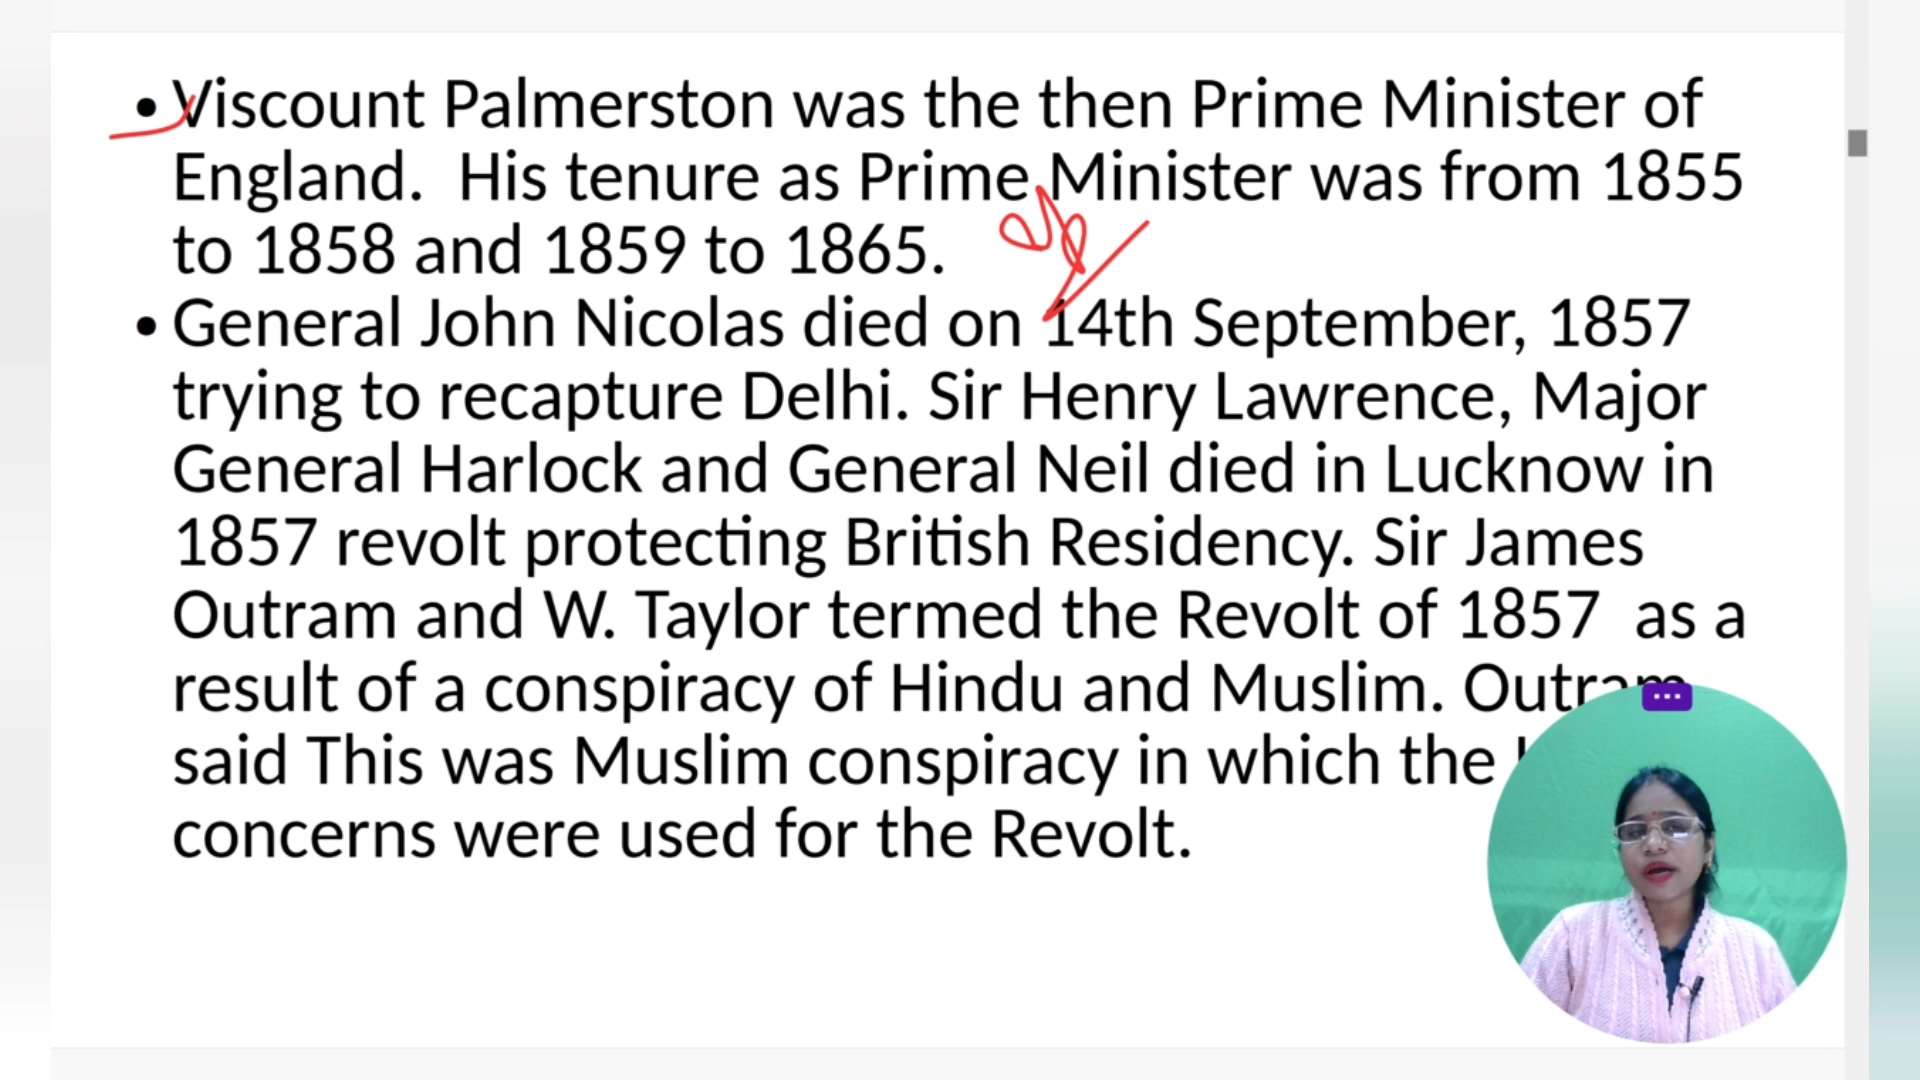 • Viscount Palmerston was the then Prime Minister of
England.  His tenure as Prime Minister was from 1855
to 1858 and 1859 to 1865.
• General John Nicolas died on 14th September, 1857
trying to recapture Delhi. Sir Henry Lawrence, Major
General Harlock and General Neil died in Lucknow in
1857 revolt protecting British Residency. Sir James
Outram and W. Taylor termed the Revolt of 1857  as a
result of a conspiracy of Hindu and Muslim. Outram
said This was Muslim conspiracy in which the
concerns were used for the Revolt.